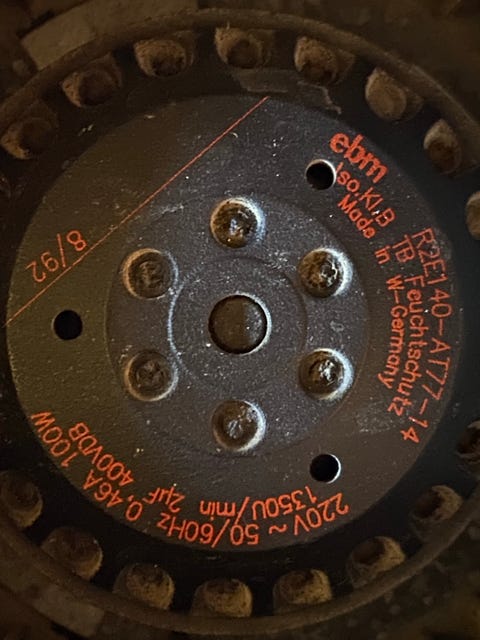 ebm
R2E140-AT77-14
Iso.Kl.B TB Feuchtschutz
Made in W-Germany
220V ~ 50/60Hz 0,46A 100W
1350U/min 2µF 400VDB
8/92